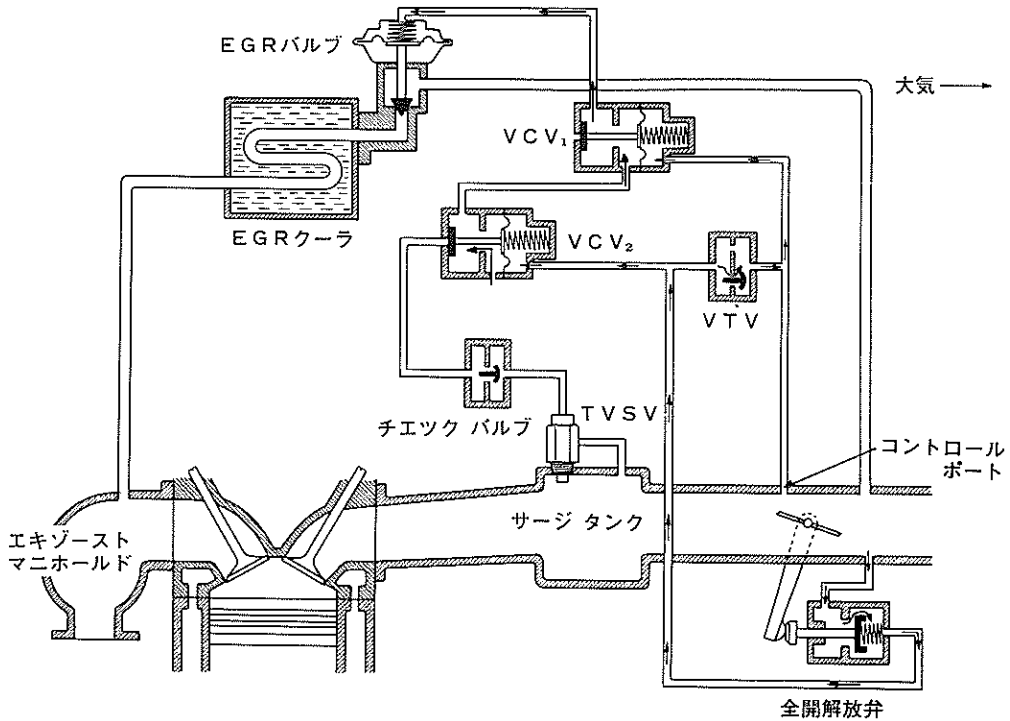 EGRバルブ
大気
VCV₁
EGRクーラ
VCV₂
VTV
チエツク バルブ
TVSV
コントロール
ポート
サージ タンク
エキゾースト
マニホールド
全開解放弁